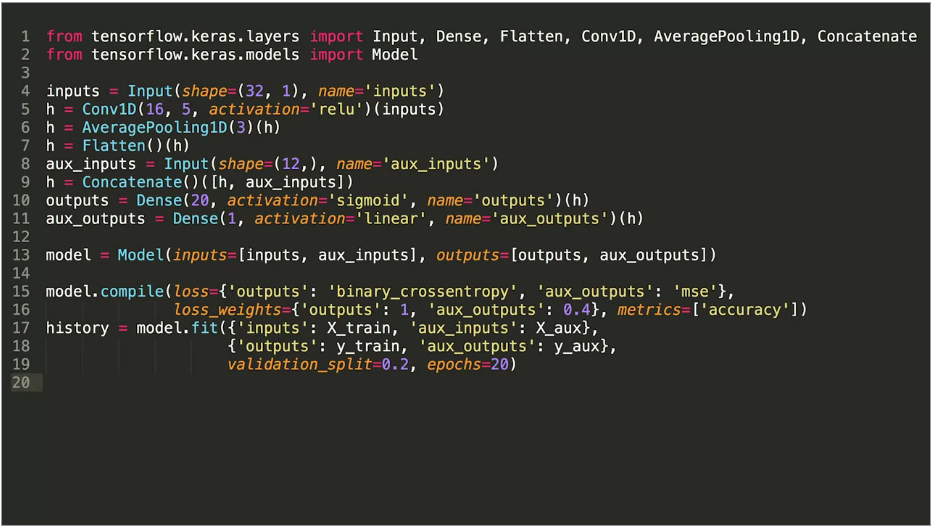 1 from tensorflow.keras.layers import Input, Dense, Flatten, Conv1D, AveragePooling1D, Concatenate
2 from tensorflow.keras.models import Model
3
4 inputs = Input(shape=(32, 1), name='inputs')
5 h = Conv1D(16, 5, activation='relu')(inputs)
6 h = AveragePooling1D(3)(h)
7 h = Flatten()(h)
8 aux_inputs = Input(shape=(12,), name='aux_inputs')
9 h = Concatenate()([h, aux_inputs])
10 outputs = Dense(20, activation='sigmoid', name='outputs')(h)
11 aux_outputs = Dense(1, activation='linear', name='aux_outputs')(h)
12
13 model = Model(inputs=[inputs, aux_inputs], outputs=[outputs, aux_outputs])
14
15 model.compile(loss={'outputs': 'binary_crossentropy', 'aux_outputs': 'mse'},
16 loss_weights={'outputs': 1, 'aux_outputs': 0.4}, metrics=['accuracy'])
17 history = model.fit({'inputs': X_train, 'aux_inputs': X_aux},
18 {'outputs': y_train, 'aux_outputs': y_aux},
19 validation_split=0.2, epochs=20)
20